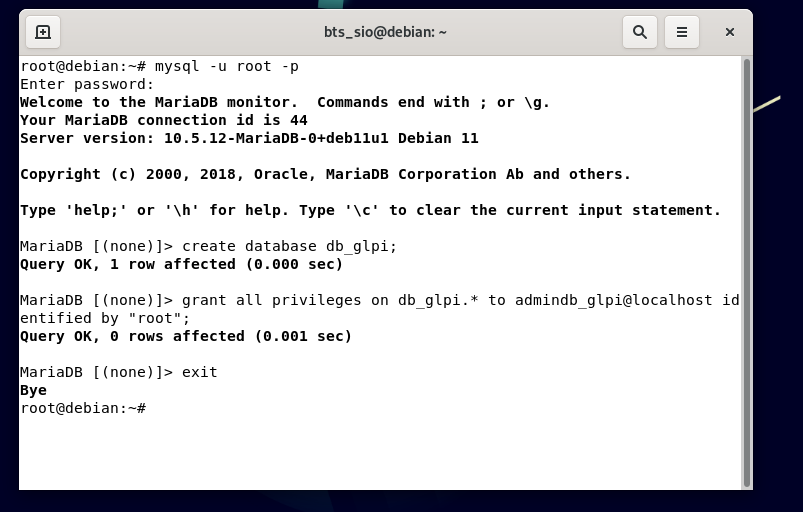 bts_sio@debian: ~
root@debian:~# mysql -u root -p
Enter password:
Welcome to the MariaDB monitor.  Commands end with ; or \g.
Your MariaDB connection id is 44
Server version: 10.5.12-MariaDB-0+deb11u1 Debian 11
Copyright (c) 2000, 2018, Oracle, MariaDB Corporation Ab and others.
Type 'help;' or '\h' for help. Type '\c' to clear the current input statement.
MariaDB [(none)]> create database db_glpi;
Query OK, 1 row affected (0.000 sec)
MariaDB [(none)]> grant all privileges on db_glpi.* to admindb_glpi@localhost id
entified by "root";
Query OK, 0 rows affected (0.001 sec)
MariaDB [(none)]> exit
Bye
root@debian:~#